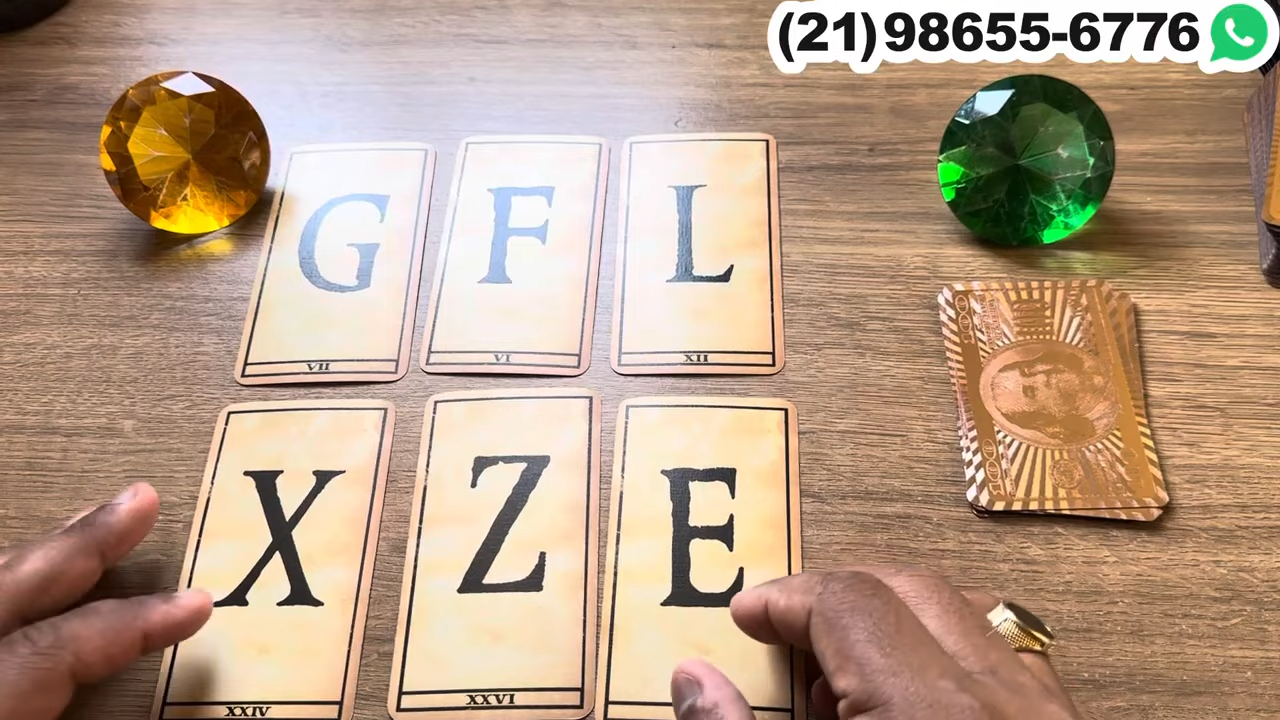 (21)98655-6776
G F L
VII VI XII
X Z E
XXIV XXVI